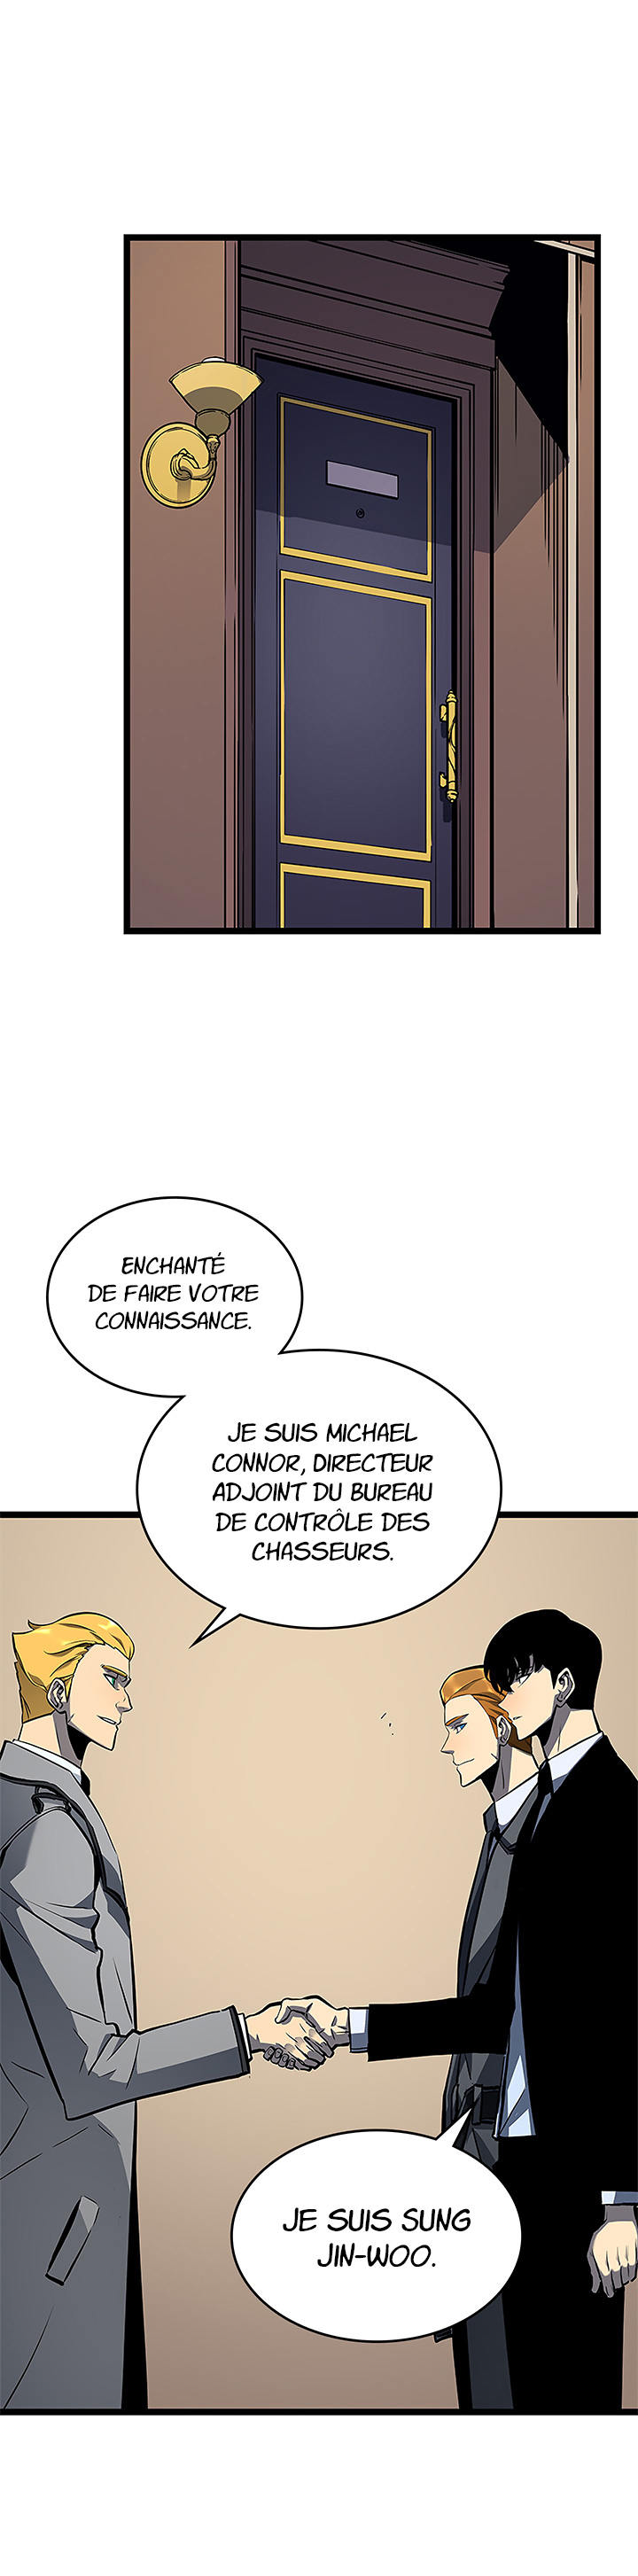 ENCHANTÉ
DE FAIRE VOTRE
CONNAISSANCE.
JE SUIS MICHAEL
CONNOR, DIRECTEUR
ADJOINT DU BUREAU
DE CONTRÔLE DES
CHASSEURS.
JE SUIS SUNG
JIN-WOO.